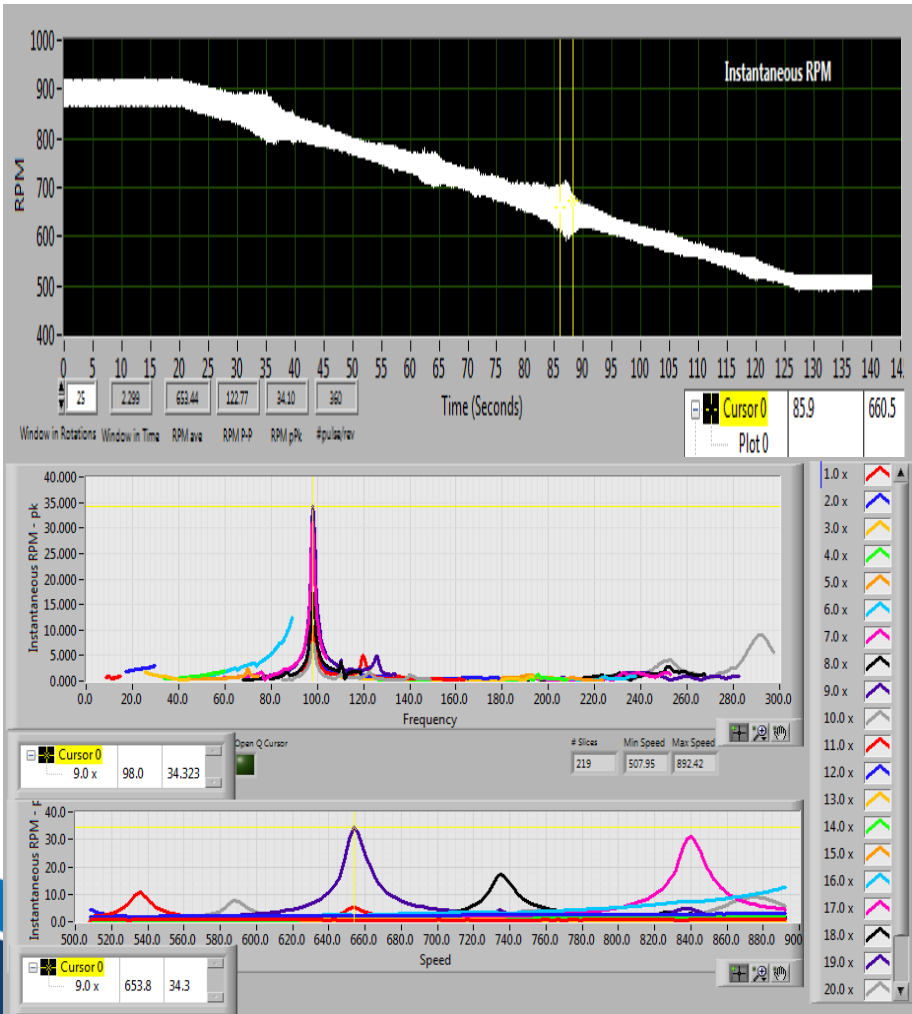 Instantaneous RPM
RPM
1000
900
800
700
600
500
400
0 5 10 15 20 25 30 35 40 45 50 55 60 65 70 75 80 85 90 95 100 105 110 115 120 125 130 135 140 14
Time (Seconds)
25 2.299 653.44 122.77 34.10 360
Window in Rotations Window in Time RPM ave RPM P-P RPM pPk #pulse/rev
Cursor 0 85.9 660.5
Plot 0
Instantaneous RPM - pk
40.000
35.000
30.000
25.000
20.000
15.000
10.000
5.000
0.000
0.0 20.0 40.0 60.0 80.0 100.0 120.0 140.0 160.0 180.0 200.0 220.0 240.0 260.0 280.0 300.0
Frequency
Cursor 0
9.0 x 98.0 34.323
Open Q Cursor
# Slices Min Speed Max Speed
219 507.95 892.42
Instantaneous RPM - p
40.0
30.0
20.0
10.0
0.0
500.0 520.0 540.0 560.0 580.0 600.0 620.0 640.0 660.0 680.0 700.0 720.0 740.0 760.0 780.0 800.0 820.0 840.0 860.0 880.0 900
Speed
Cursor 0
9.0 x 653.8 34.3
1.0 x
2.0 x
3.0 x
4.0 x
5.0 x
6.0 x
7.0 x
8.0 x
9.0 x
10.0 x
11.0 x
12.0 x
13.0 x
14.0 x
15.0 x
16.0 x
17.0 x
18.0 x
19.0 x
20.0 x